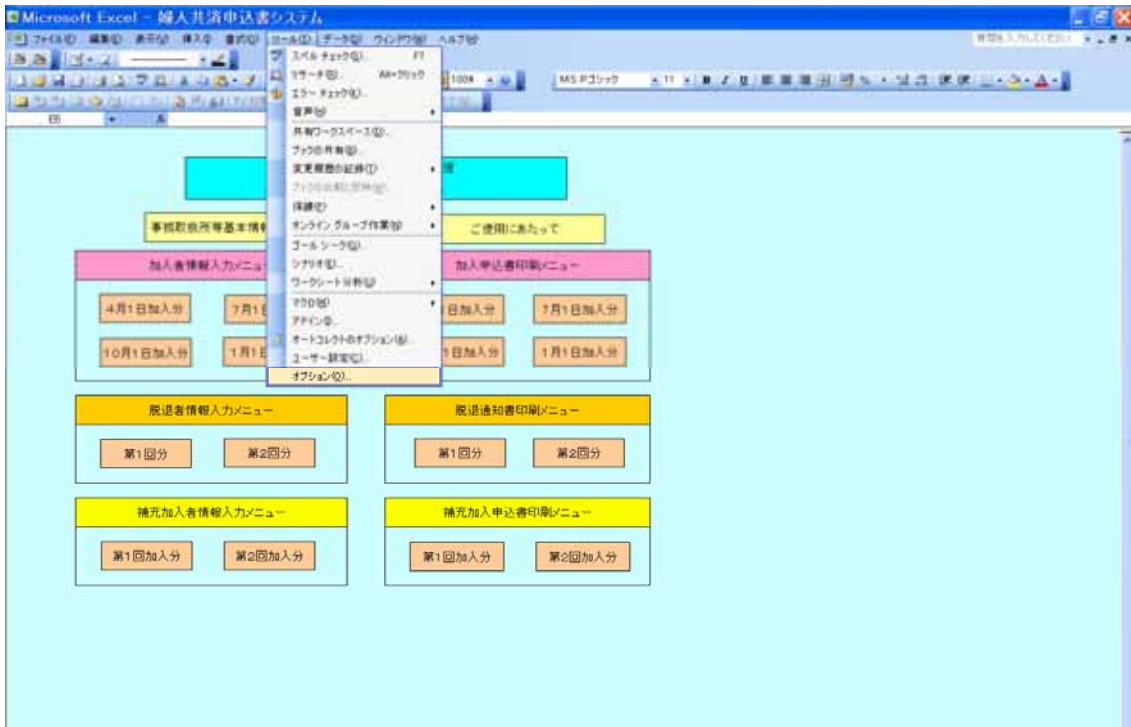 Microsoft Excel - 婦人共済申込書システム
ファイル(F) 編集(E) 表示(V) 挿入(I) 書式(O) ツール(T) データ(D) ウィンドウ(W) ヘルプ(H)
スペル チェック(S)... F7
リサーチ(R)... Alt+クリック
エラー チェック(K)...
音声(H)
共有ワークスペース(D)...
ブックの共有(B)...
変更履歴の記録(T)
保護(P)
オンライン グループ作業(N)
ゴール シーク(G)...
シナリオ(E)...
ワークシート分析(U)
マクロ(M)
アドイン(I)...
オートコレクトのオプション(A)...
ユーザー設定(C)...
オプション(O)...
100%
MS Pゴシック 11
事務取扱所等基本情
ご使用にあたって
加入者情報入力メニュ
加入申込書印刷メニュー
4月1日加入分 7月1 日加入分 7月1日加入分
10月1日加入分 1月1 日加入分 1月1日加入分
脱退者情報入力メニュー
脱退通知書印刷メニュー
第1回分 第2回分 第1回分 第2回分
補充加入者情報入力メニュー
補充加入申込書印刷メニュー
第1回加入分 第2回加入分 第1回加入分 第2回加入分